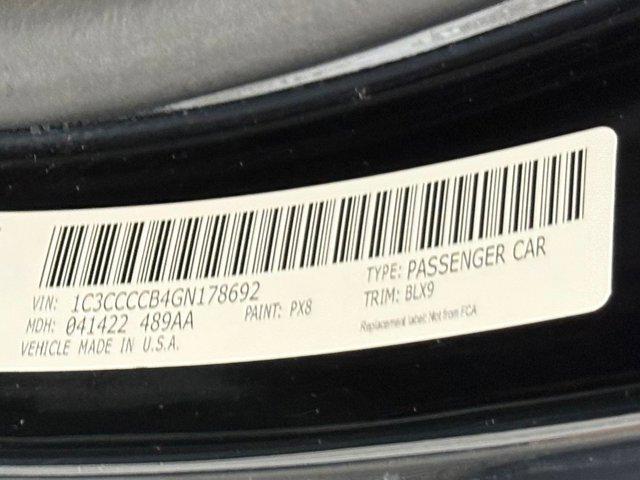 VIN: 1C3CCCCB4GN178692
TYPE: PASSENGER CAR
MDH: 041422 489AA
PAINT: PX8
TRIM: BLX9
VEHICLE MADE IN U.S.A.
Replacement label: Not from FCA